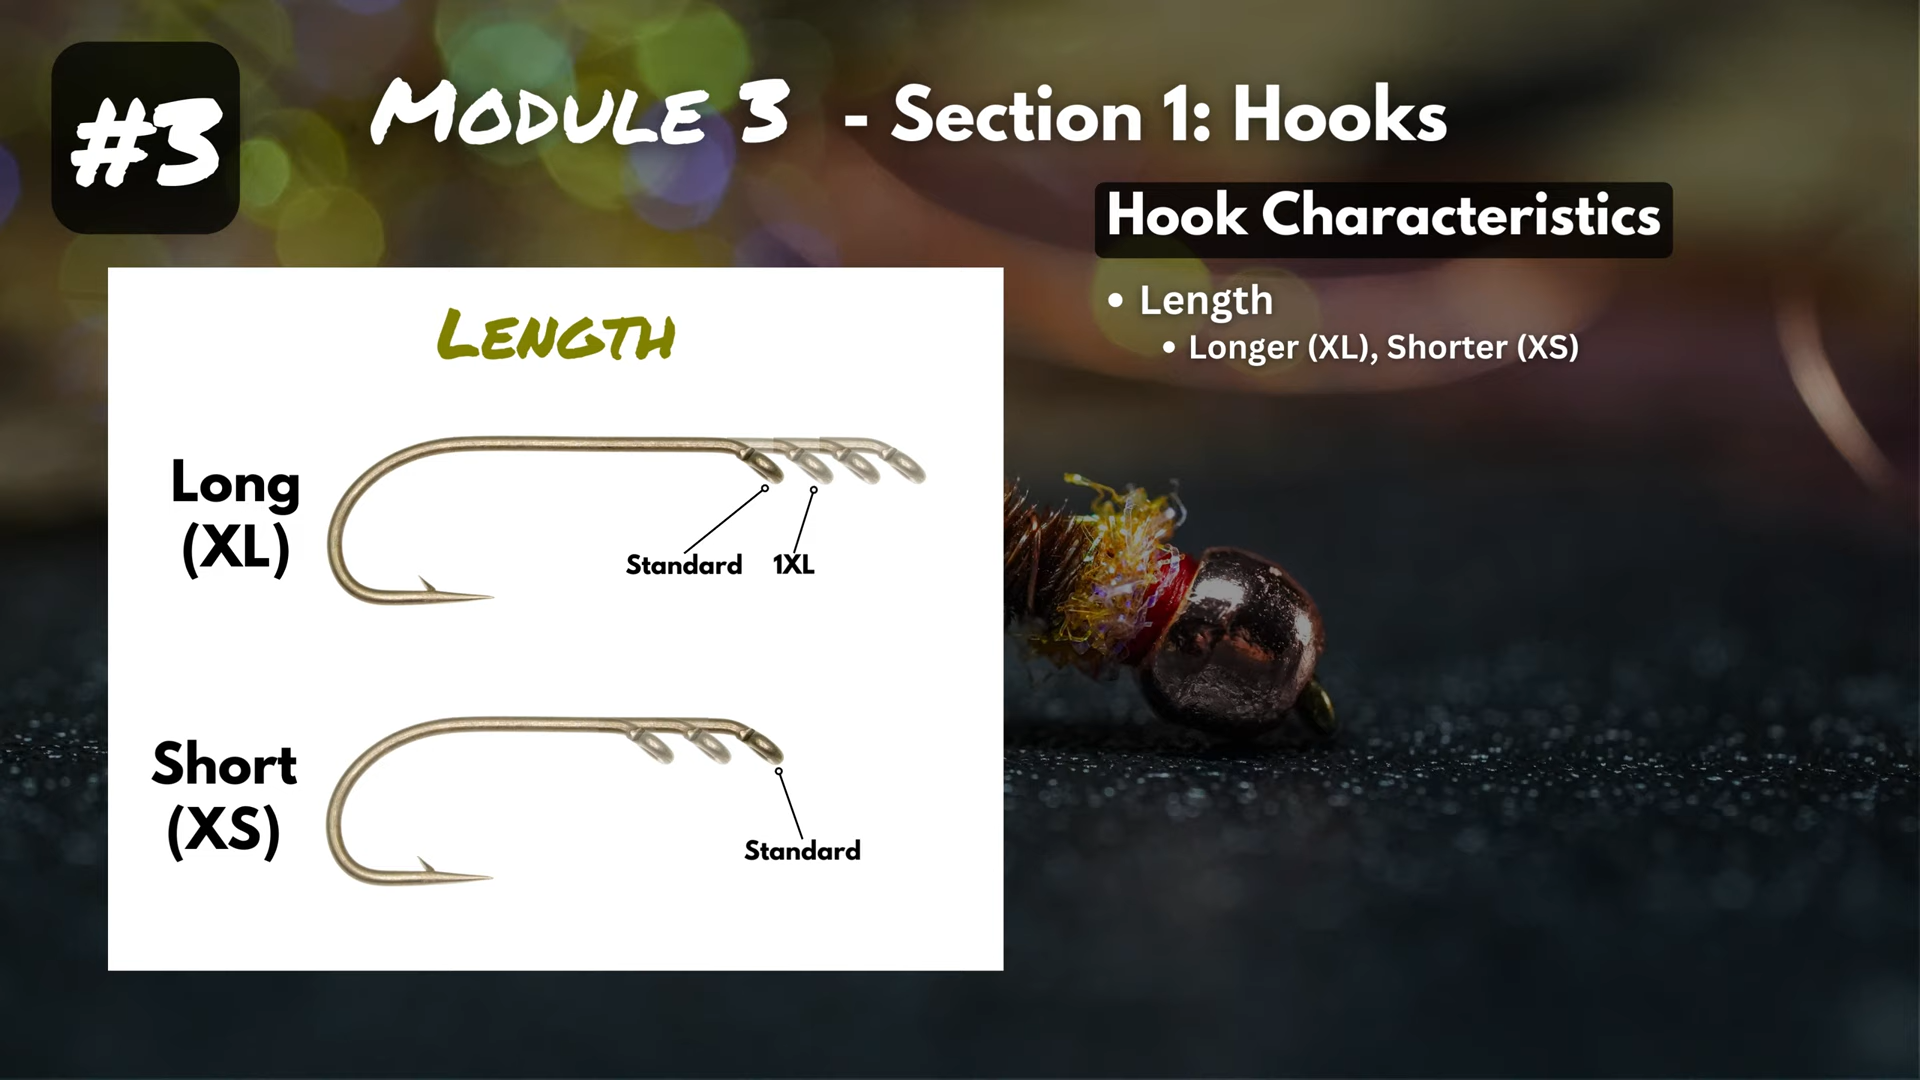 #3
Module 3 - Section 1: Hooks
Hook Characteristics
• Length
• Longer (XL), Shorter (XS)
Length
Long
(XL)
Standard 1XL
Short
(XS)
Standard